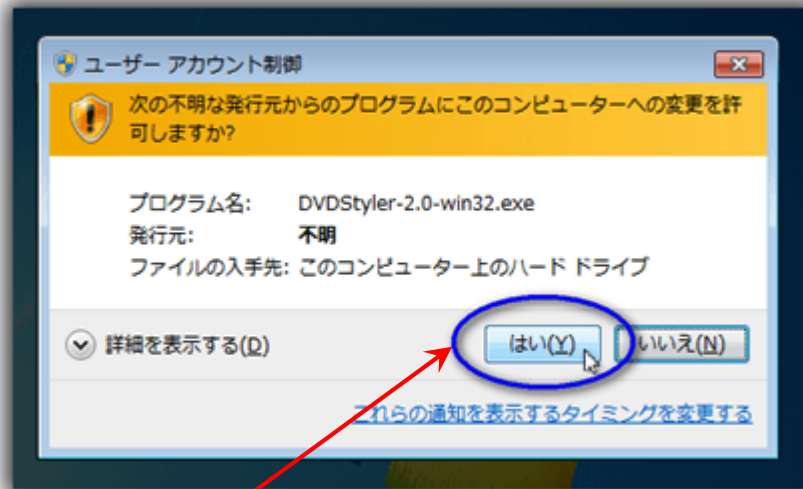 ユーザー アカウント制御
次の不明な発行元からのプログラムにこのコンピューターへの変更を許
可しますか?
プログラム名: DVDStyler-2.0-win32.exe
発行元: 不明
ファイルの入手先: このコンピューター上のハード ドライブ
詳細を表示する(D) はい(Y) いいえ(N)
これらの通知を表示するタイミングを変更する